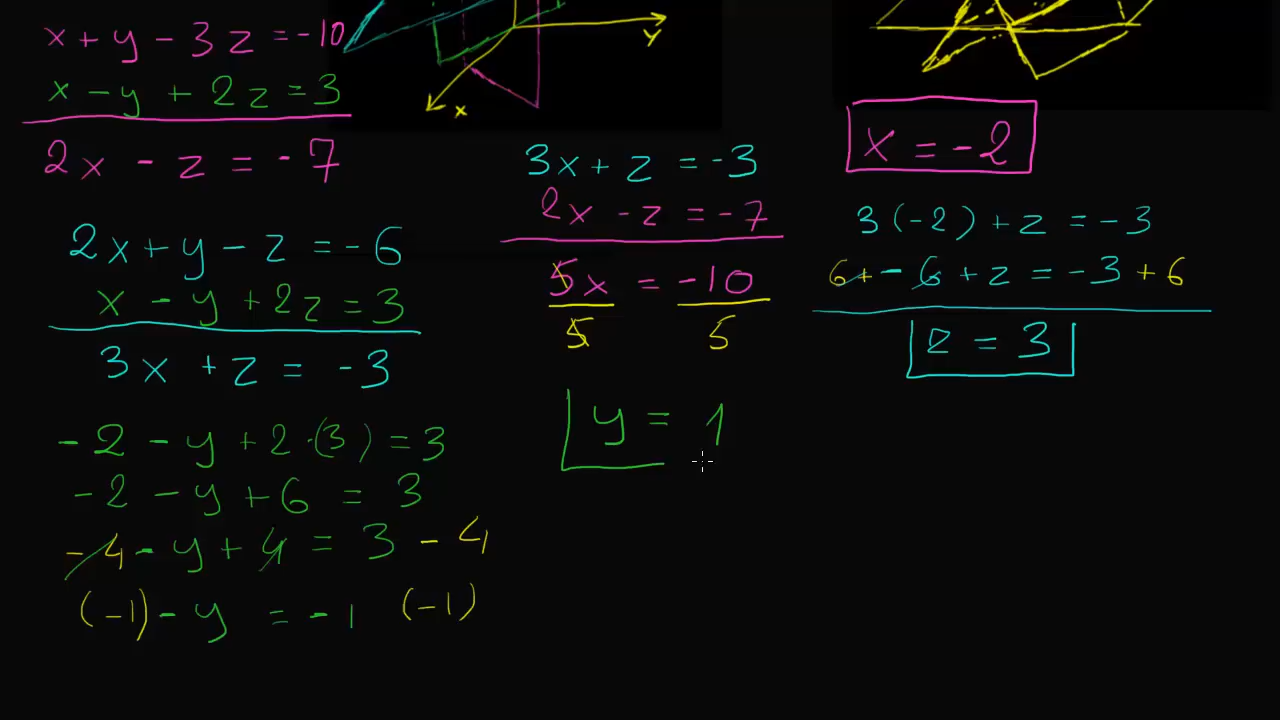 x + y - 3z = -10
x - y + 2z = 3
2x - z = -7
2x + y - z = -6
x - y + 2z = 3
3x + z = -3
-2 - y + 2·(3) = 3
-2 - y + 6 = 3
-4 - y + 4 = 3 - 4
(-1) - y = -1 (-1)
Y
x
3x + z = -3
2x - z = -7
5x = -10
5 5
y = 1
x = -2
3(-2) + z = -3
6 + -6 + z = -3 + 6
z = 3